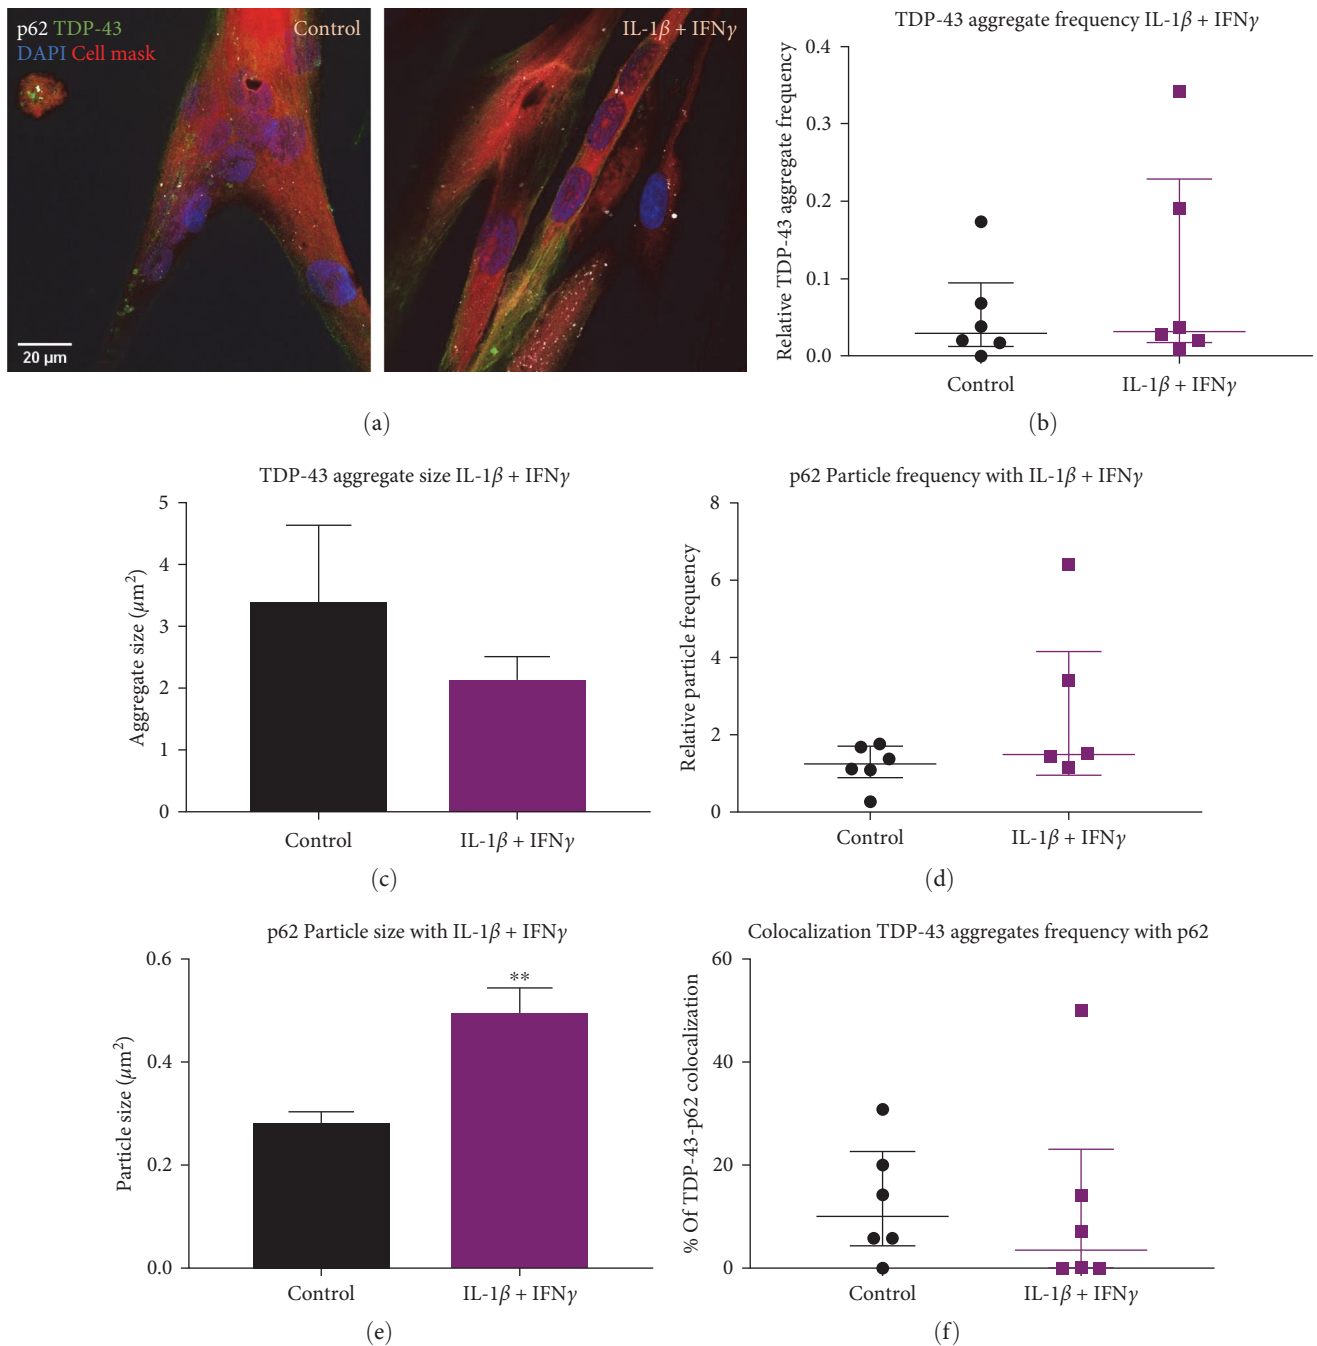 p62 TDP-43
Control
DAPI Cell mask
20 μm
IL-1β + IFNγ
(a)
TDP-43 aggregate frequency IL-1β + IFNγ
Relative TDP-43 aggregate frequency
0.4
0.3
0.2
0.1
0.0
Control
IL-1β + IFNγ
(b)
TDP-43 aggregate size IL-1β + IFNγ
Aggregate size (μm²)
5
4
3
2
1
0
Control
IL-1β + IFNγ
(c)
p62 Particle frequency with IL-1β + IFNγ
Relative particle frequency
8
6
4
2
0
Control
IL-1β + IFNγ
(d)
p62 Particle size with IL-1β + IFNγ
Particle size (μm²)
0.6
0.4
0.2
0.0
**
Control
IL-1β + IFNγ
(e)
Colocalization TDP-43 aggregates frequency with p62
% Of TDP-43-p62 colocalization
60
40
20
0
Control
IL-1β + IFNγ
(f)